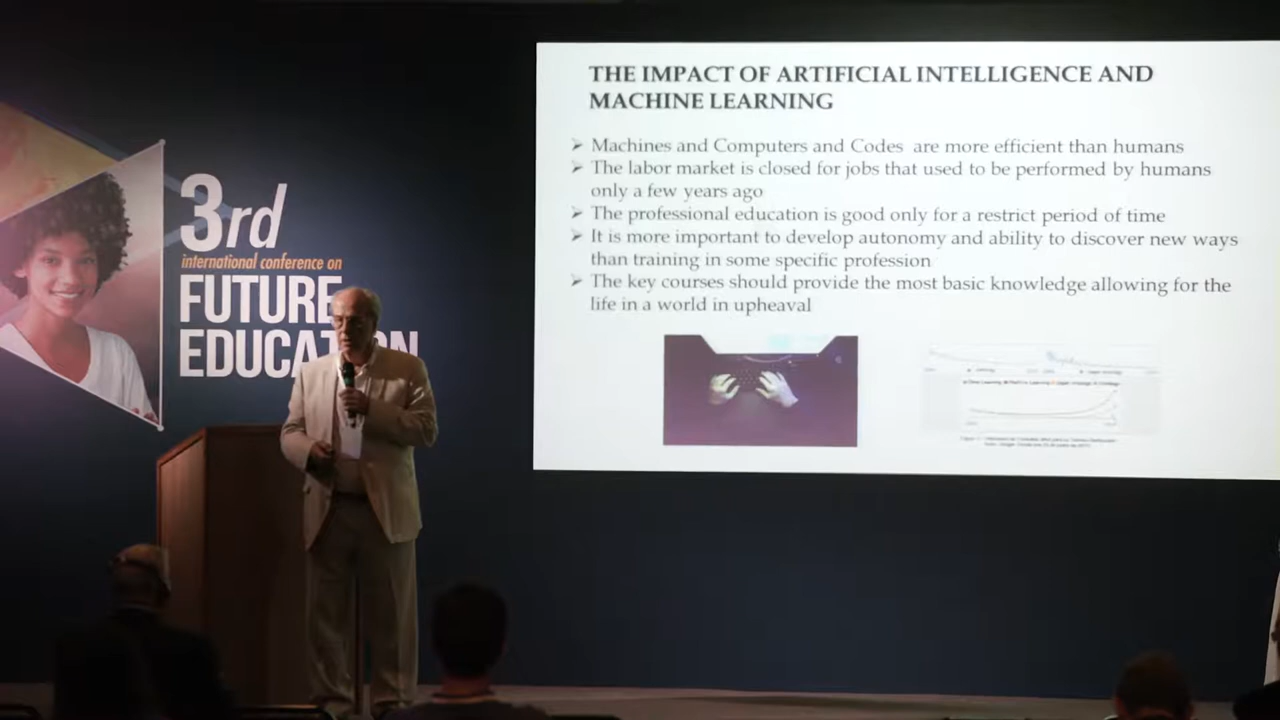 3rd
international conference on
FUTURE
EDUCA
THE IMPACT OF ARTIFICIAL INTELLIGENCE AND
MACHINE LEARNING
➢ Machines and Computers and Codes are more efficient than humans
➢ The labor market is closed for jobs that used to be performed by humans
only a few years ago
➢ The professional education is good only for a restrict period of time
➢ It is more important to develop autonomy and ability to discover new ways
than training in some specific profession
➢ The key courses should provide the most basic knowledge allowing for the
life in a world in upheaval